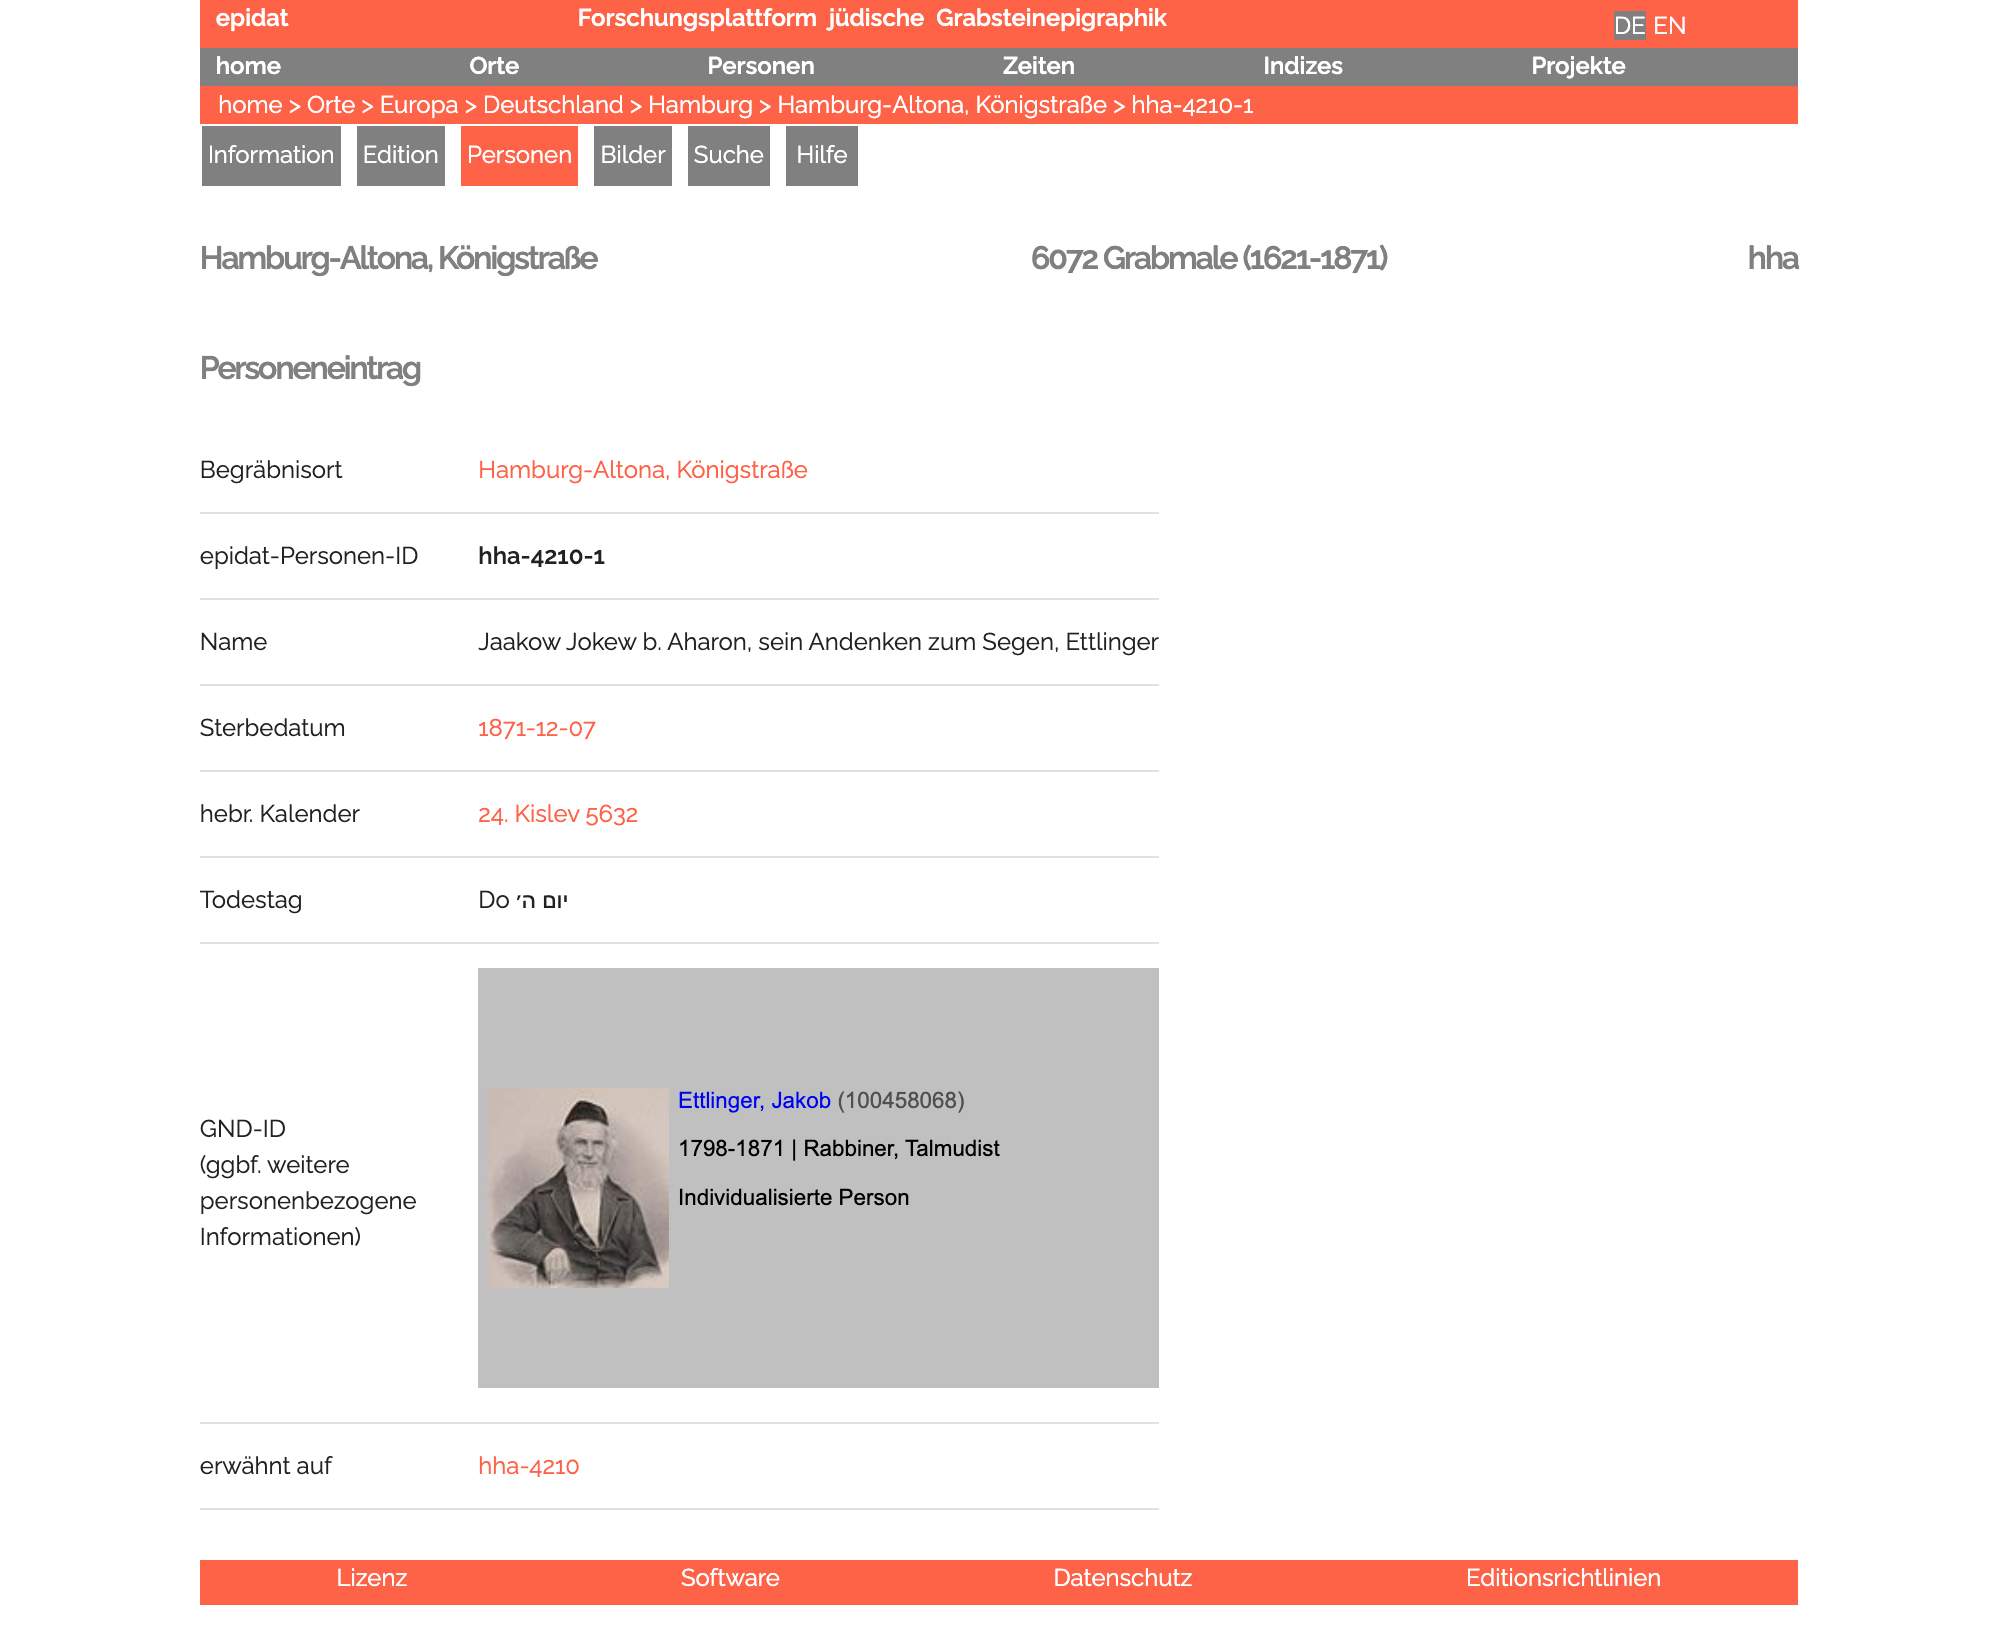 epidat Forschungsplattform jüdische Grabsteinepigraphik DE EN
home Orte Personen Zeiten Indizes Projekte
home > Orte > Europa > Deutschland > Hamburg > Hamburg-Altona, Königstraße > hha-4210-1
Information Edition Personen Bilder Suche Hilfe
Hamburg-Altona, Königstraße 6072 Grabmale (1621-1871) hha
Personeneintrag
Begräbnisort Hamburg-Altona, Königstraße
epidat-Personen-ID hha-4210-1
Name Jaakow Jokew b. Aharon, sein Andenken zum Segen, Ettlinger
Sterbedatum 1871-12-07
hebr. Kalender 24. Kislev 5632
Todestag Do יום ה׳
GND-ID
(ggbf. weitere
personenbezogene
Informationen)
Ettlinger, Jakob (100458068)
1798-1871 | Rabbiner, Talmudist
Individualisierte Person
erwähnt auf hha-4210
Lizenz Software Datenschutz Editionsrichtlinien